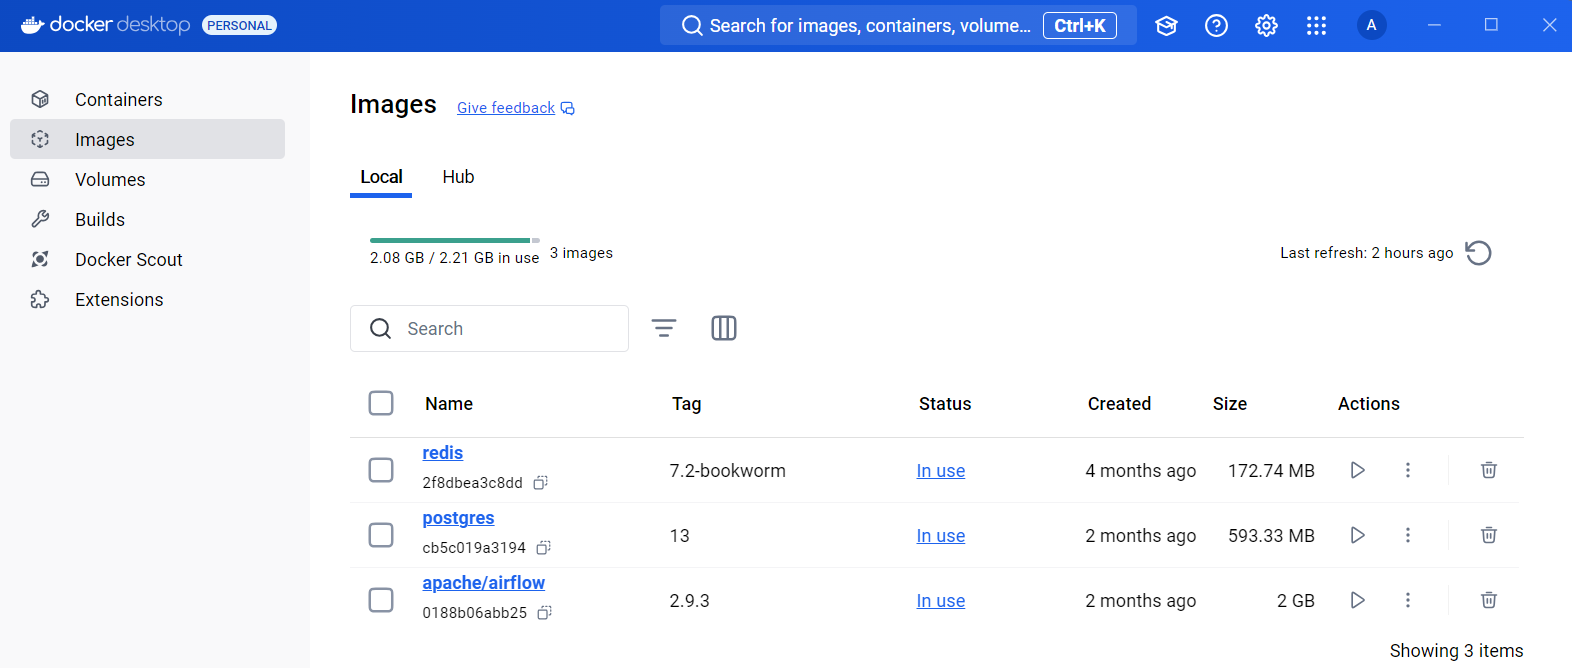 docker desktop PERSONAL
Search for images, containers, volume... Ctrl+K
A
Containers
Images
Volumes
Builds
Docker Scout
Extensions
Images Give feedback
Local Hub
2.08 GB / 2.21 GB in use 3 images
Last refresh: 2 hours ago
Search
Name Tag Status Created Size Actions
redis
2f8dbea3c8dd
7.2-bookworm In use 4 months ago 172.74 MB
postgres
cb5c019a3194
13 In use 2 months ago 593.33 MB
apache/airflow
0188b06abb25
2.9.3 In use 2 months ago 2 GB
Showing 3 items